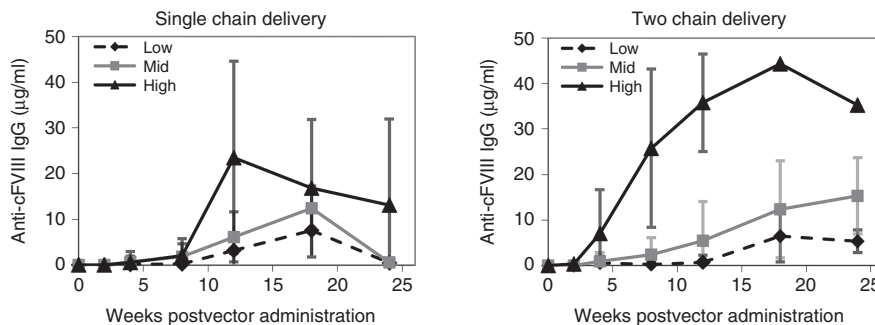 Single chain delivery
Anti-cFVIII IgG (µg/ml)
50
40
30
20
10
0
Low
Mid
High
0 5 10 15 20 25
Weeks postvector administration
Two chain delivery
Anti-cFVIII IgG (µg/ml)
50
40
30
20
10
0
Low
Mid
High
0 5 10 15 20 25
Weeks postvector administration